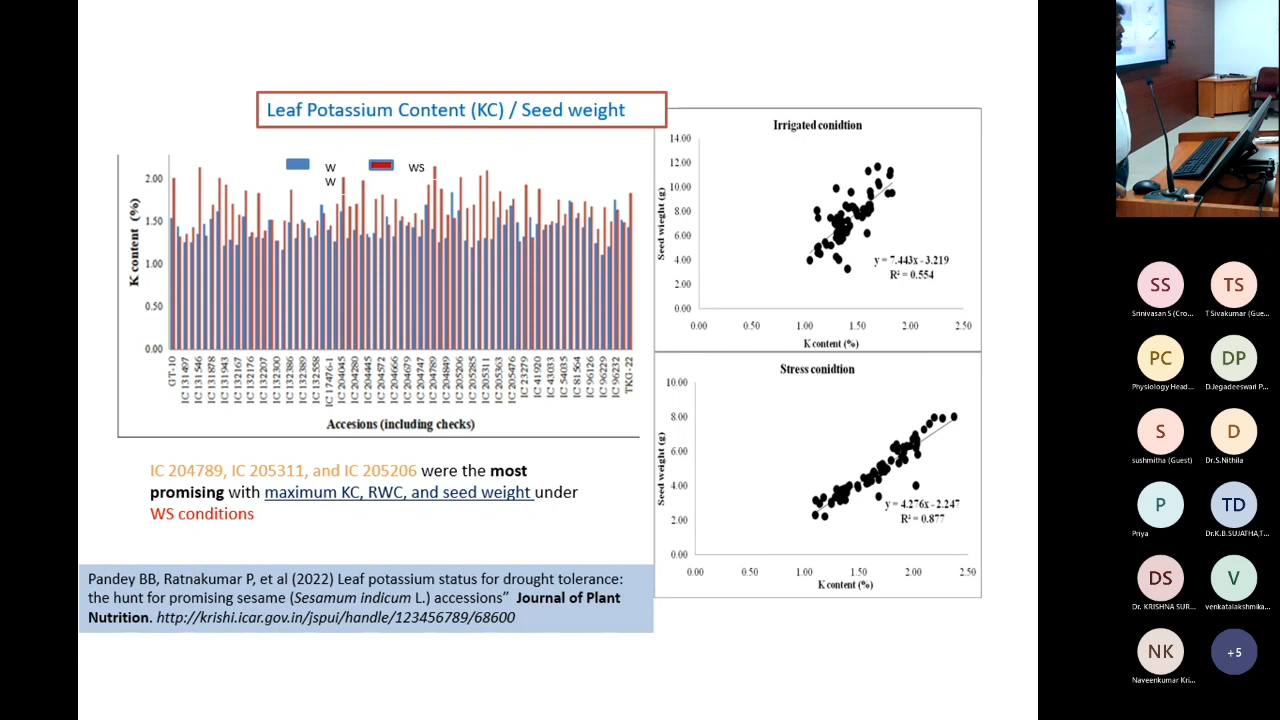 Leaf Potassium Content (KC) / Seed weight
W
W
WS
K content (%)
2.00
1.50
1.00
0.50
0.00
GT-10
IC 131497
IC 131546
IC 131878
IC 131943
IC 132167
IC 132176
IC 132207
IC 132300
IC 132386
IC 132389
IC 132588
IC 17476-1
IC 204045
IC 204280
IC 204445
IC 204572
IC 204666
IC 204679
IC 204747
IC 204789
IC 204849
IC 205206
IC 205285
IC 205311
IC 205363
IC 205476
IC 23279
IC 41920
IC 43033
IC 54035
IC 81564
IC 96126
IC 96229
IC 96232
TKG-22
Accesions (including checks)
IC 204789, IC 205311, and IC 205206 were the most
promising with maximum KC, RWC, and seed weight under
WS conditions
Pandey BB, Ratnakumar P, et al (2022) Leaf potassium status for drought tolerance:
the hunt for promising sesame (Sesamum indicum L.) accessions” Journal of Plant
Nutrition. http://krishi.icar.gov.in/jspui/handle/123456789/68600
Irrigated conidtion
Seed wieght (g)
14.00
12.00
10.00
8.00
6.00
4.00
2.00
0.00
y = 7.443x - 3.219
R² = 0.554
0.00 0.50 1.00 1.50 2.00 2.50
K content (%)
Stress conidtion
Seed weight (g)
10.00
8.00
6.00
4.00
2.00
0.00
y = 4.276x - 2.247
R² = 0.877
0.00 0.50 1.00 1.50 2.00 2.50
K content (%)
SS
Srinivasan S (Cro...
TS
T Sivakumar (Gue...
PC
Physiology Head...
DP
D.Jegadeeswari P...
S
sushmitha (Guest)
D
Dr.S.Nithila
P
Priya
TD
Dr.K.B.SUJATHA,T...
DS
Dr. KRISHNA SUR...
V
venkatalakshmika...
NK
Naveenkumar Kri...
+5